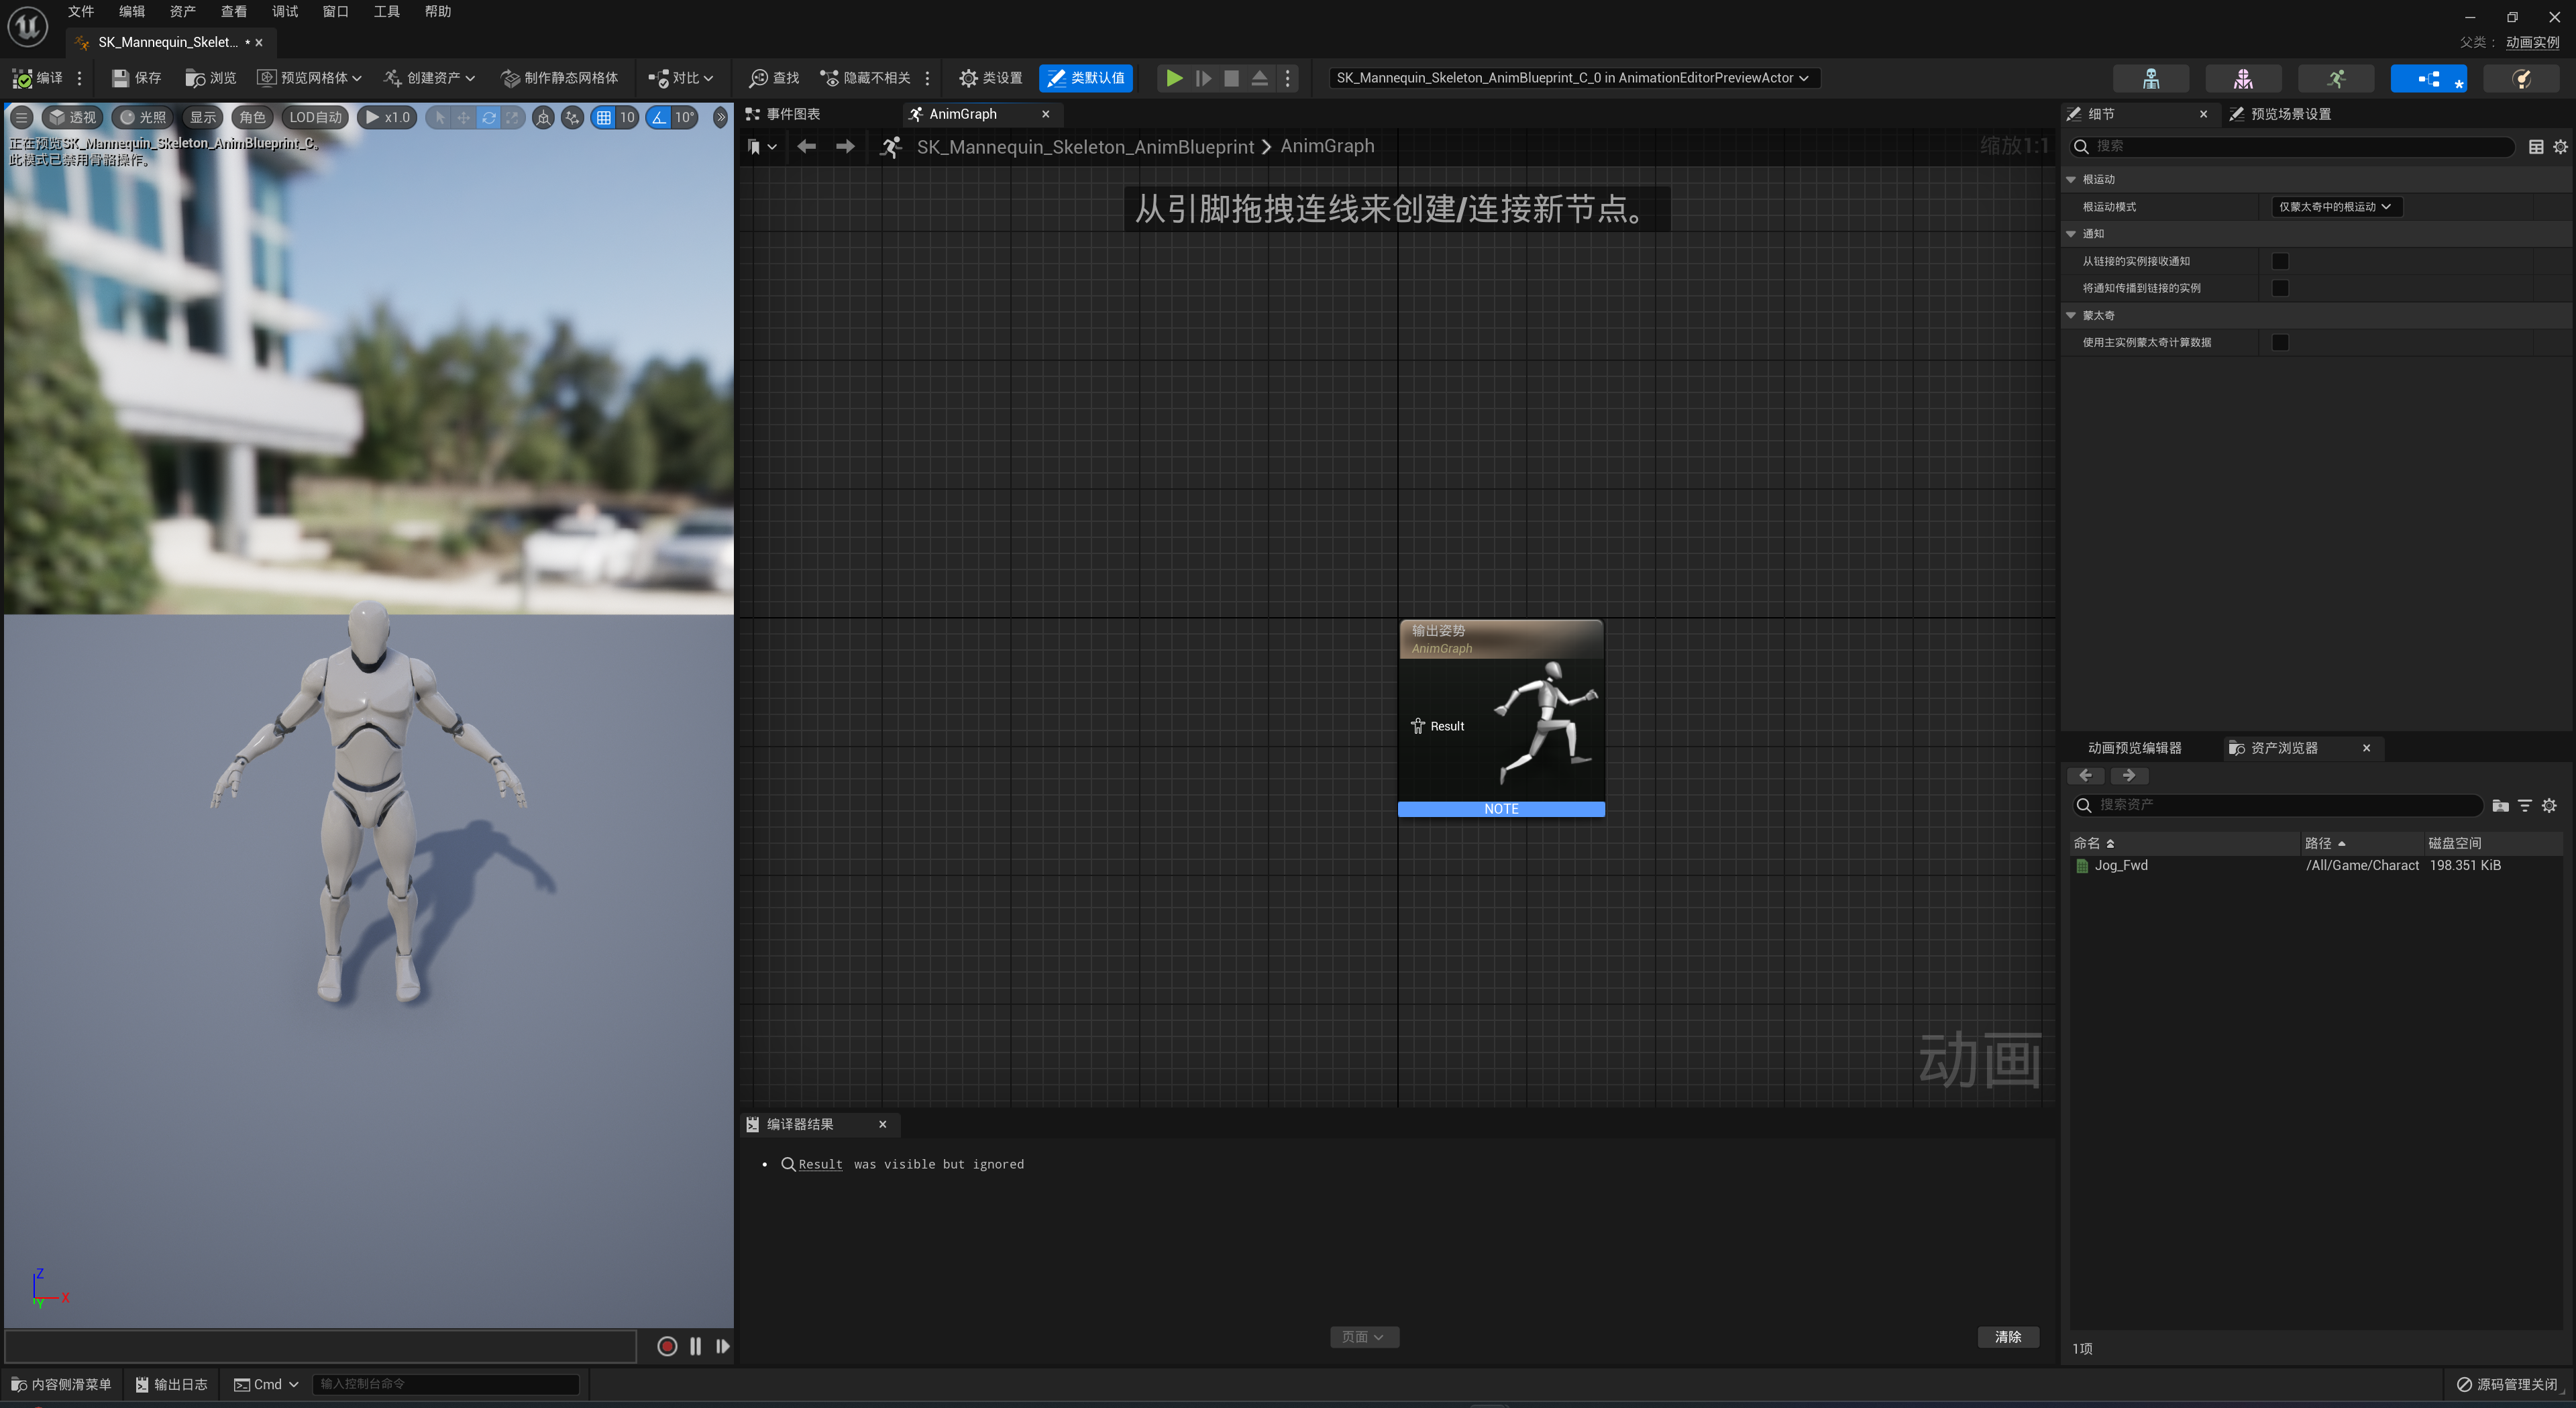 文件 编辑 资产 查看 调试 窗口 工具 帮助
SK_Mannequin_Skelet... *
父类： 动画实例
编译 保存 浏览 预览网格体 创建资产 制作静态网格体 对比 查找 隐藏不相关 类设置 类默认值 SK_Mannequin_Skeleton_AnimBlueprint_C_0 in AnimationEditorPreviewActor
透视 光照 显示 角色 LOD自动 x1.0 10 10°
正在预览SK_Mannequin_Skeleton_AnimBlueprint_C。
此模式已禁用骨骼操作。
Z
X
Y
事件图表 AnimGraph
SK_Mannequin_Skeleton_AnimBlueprint AnimGraph
缩放1:1
从引脚拖拽连线来创建/连接新节点。
输出姿势
AnimGraph
Result
NOTE
动画
编译器结果
Result was visible but ignored
页面
清除
细节 预览场景设置
搜索
根运动
根运动模式 仅蒙太奇中的根运动
通知
从链接的实例接收通知
将通知传播到链接的实例
蒙太奇
使用主实例蒙太奇计算数据
动画预览编辑器 资产浏览器
搜索资产
命名 路径 磁盘空间
Jog_Fwd /All/Game/Charact 198.351 KiB
1项
内容侧滑菜单 输出日志 Cmd 输入控制台命令
源码管理关闭